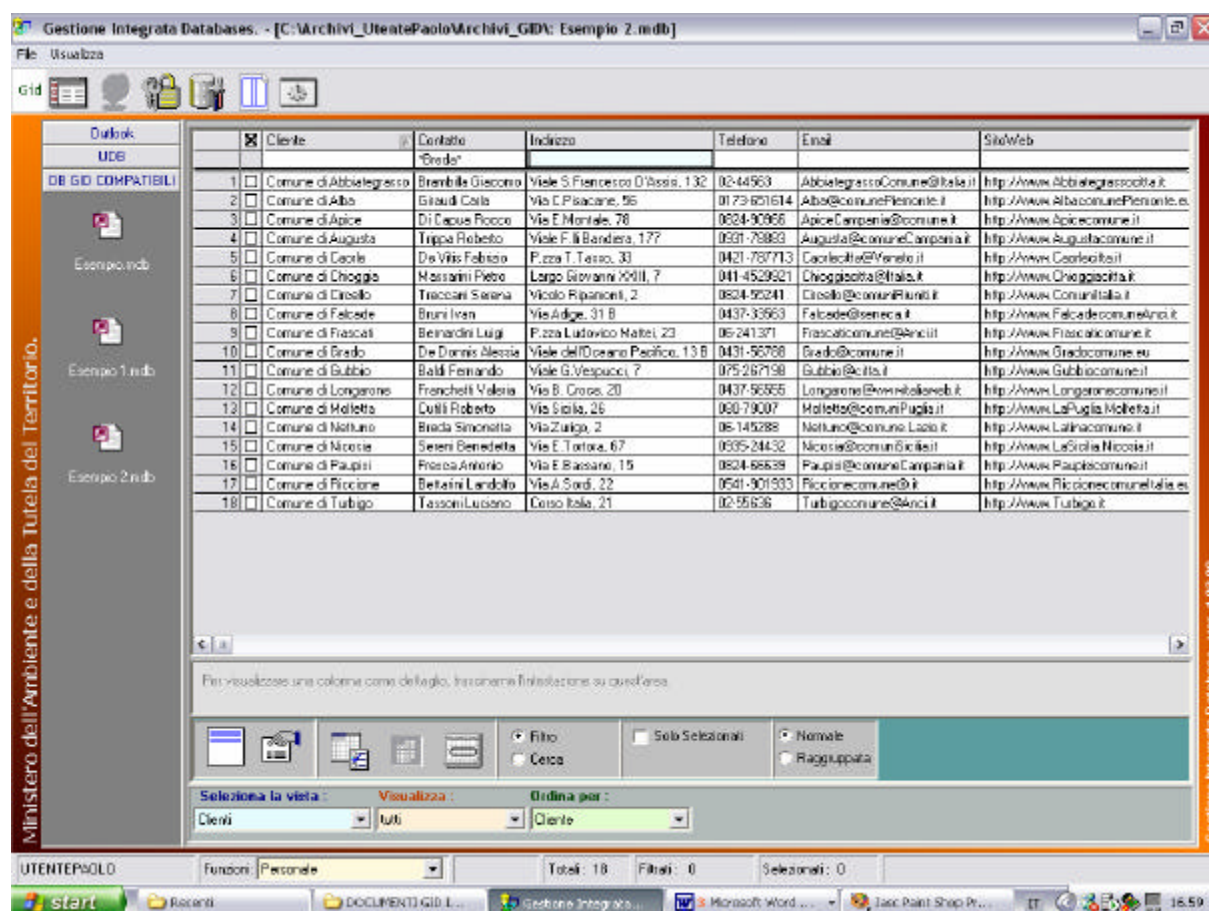 Gestione Integrata Databases. - [C:\Archivi_UtentePaolo\Archivi_GID\: Esempio 2.mdb]
File Visualizza
Gid
Outlook
UDB
DB GID COMPATIBILI
Esempio.mdb
Esempio 1.mdb
Esempio 2.mdb
Ministero dell'Ambiente e della Tutela del Territorio.
Cliente Contatto Indirizzo Telefono Email SitoWeb
*Breda*
1 Comune di Abbiategrasso Brambilla Giacomo Viale S.Francesco D'Assisi, 132 02-44563 AbbiategrassoComune@Italia.it http://www.Abbiategrassocitta.it
2 Comune di Alba Giraudi Carla Via C.Pisacane, 56 0173-651614 Alba@comunePiemonte.it http://www.AlbacomunePiemonte.eu
3 Comune di Apice Di Capua Rocco Via E.Montale, 78 0824-90966 ApiceCampania@comune.it http://www.Apicecomune.it
4 Comune di Augusta Trippa Roberto Viale F.lli Bandiera, 177 0931-79893 Augusta@comuneCampania.it http://www.Augustacomune.it
5 Comune di Caorle De Vitis Fabrizio P.zza T.Tasso, 33 0421-787713 Caorlecitta@Veneto.it http://www.Caorlecitta.it
6 Comune di Chioggia Massarini Pietro Largo Giovanni XXIII, 7 041-4529921 Chioggiacitta@Italia.it http://www.Chioggiacitta.it
7 Comune di Circello Treccani Serena Vicolo Ripamonti, 2 0824-55241 Circello@comuniRiuniti.it http://www.ComuniItalia.it
8 Comune di Falcade Bruni Ivan Via Adige, 31 B 0437-33563 Falcade@seneca.it http://www.FalcadecomuneAnci.it
9 Comune di Frascati Bernardini Luigi P.zza Ludovico Mattei, 23 06-241371 Frascaticomune@Anci.it http://www.Frascaticomune.it
10 Comune di Grado De Donnis Alessia Viale dell'Oceano Pacifico, 13 B 0431-56788 Grado@comune.it http://www.Gradocomune.eu
11 Comune di Gubbio Baldi Fernando Viale G.Vespucci, 7 075-267198 Gubbio@citta.it http://www.Gubbiocomune.it
12 Comune di Longarone Franchetti Valeria Via B. Croce, 20 0437-56555 Longarone@wwwitaliaweb.it http://www.Longaronecomune.it
13 Comune di Molfetta Cutilli Roberto Via Sicilia, 26 080-79007 Molfetta@comuniPuglia.it http://www.LaPuglia.Molfetta.it
14 Comune di Nettuno Breda Simonetta Via Zurigo, 2 06-145288 Nettuno@comune.Lazio.it http://www.Latinacomune.it
15 Comune di Nicosia Sereni Benedetta Via E.Tortora, 67 0935-24432 Nicosia@comuniSicilia.it http://www.LaSicilia.Nicosia.it
16 Comune di Paupisi Fresca Antonio Via E.Bassano, 15 0824-66639 Paupisi@comuneCampania.it http://www.Paupisicomune.it
17 Comune di Riccione Bettarini Landolfo Via A.Sordi, 22 0541-901933 Riccionecomune@.it http://www.RiccionecomuneItalia.eu
18 Comune di Turbigo Tassoni Luciano Corso Italia, 21 02-55636 Turbigocomune@Anci.it http://www.Turbigo.it
Per visualizzare una colonna come dettaglio, trascinarne l'intestazione su quest'area.
Filtro
Cerca
Solo Selezionati
Normale
Raggruppata
Seleziona la vista : Visualizza : Ordina per :
Clienti tutti Cliente
UTENTEPAOLO Funzioni: Personale Totali: 18 Filtrati: 0 Selezionati: 0
start Recenti DOCUMENTI GID 1... Gestione Integrata... 3 Microsoft Word ... Jasc Paint Shop Pr... IT 16.59